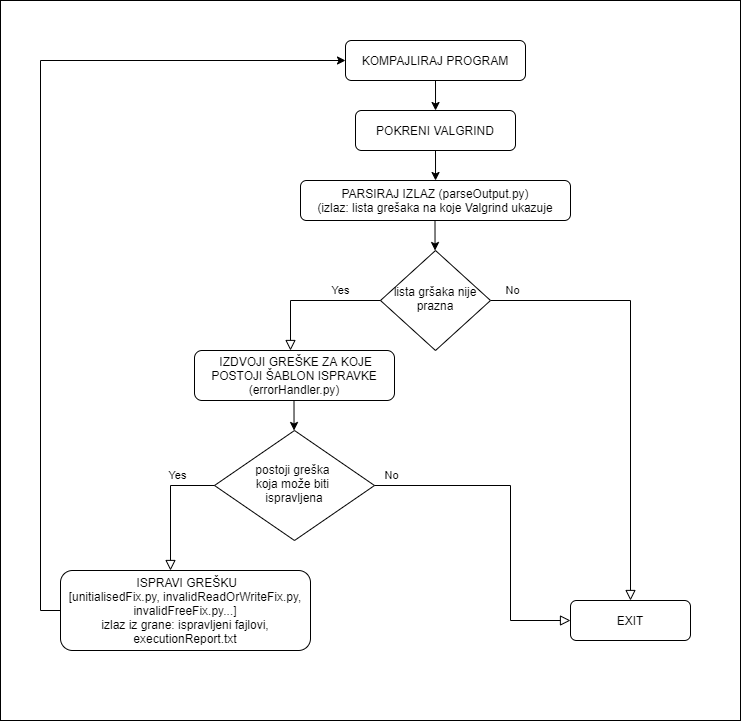 KOMPAJLIRAJ PROGRAM
POKRENI VALGRIND
PARSIRAJ IZLAZ (parseOutput.py)
(izlaz: lista grešaka na koje Valgrind ukazuje
lista gršaka nije
prazna
Yes
No
IZDVOJI GREŠKE ZA KOJE
POSTOJI ŠABLON ISPRAVKE
(errorHandler.py)
postoji greška
koja može biti
ispravljena
Yes
No
ISPRAVI GREŠKU
[unitialisedFix.py, invalidReadOrWriteFix.py,
invalidFreeFix.py...]
izlaz iz grane: ispravljeni fajlovi,
executionReport.txt
EXIT